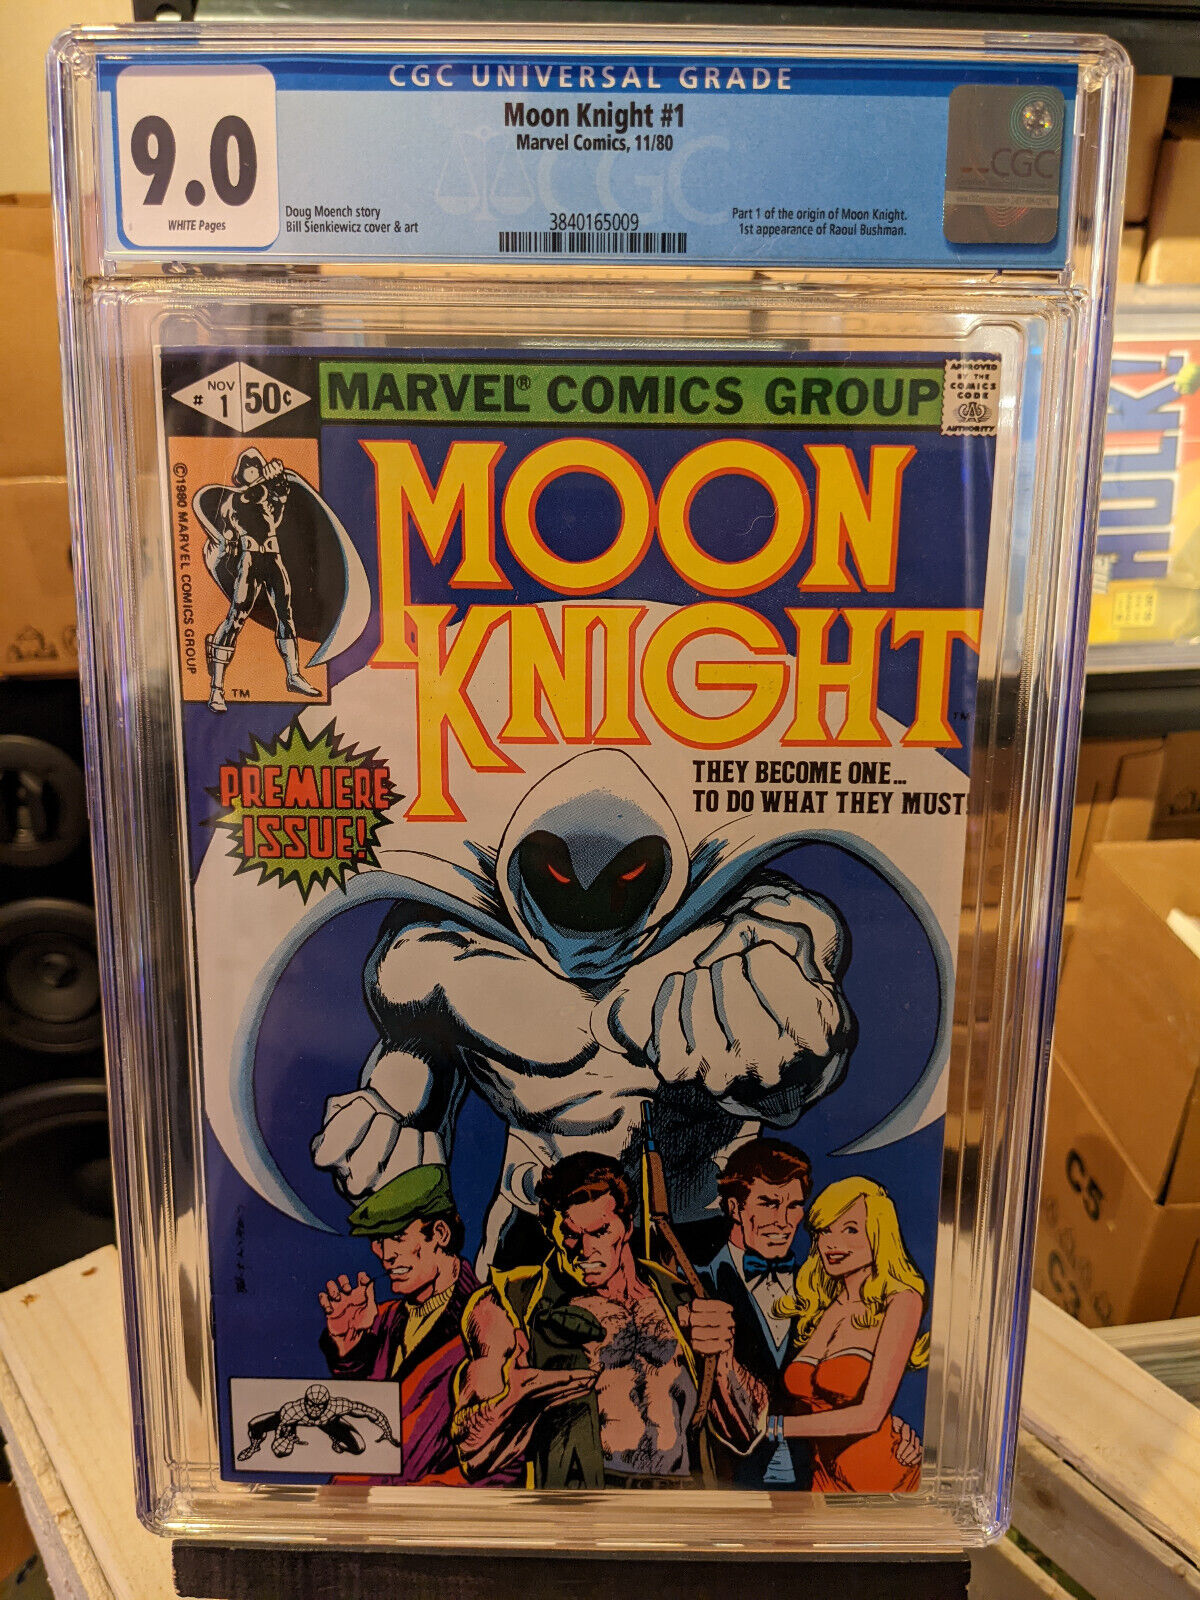 CGC UNIVERSAL GRADE
9.0
WHITE Pages
Moon Knight #1
Marvel Comics, 11/80
Doug Moench story
Bill Sienkiewicz cover & art
3840165009
Part 1 of the origin of Moon Knight.
1st appearance of Raoul Bushman.
CGC
CGC
NOV
# 1
50¢
MARVEL® COMICS GROUP
APPROVED
BY THE
COMICS
CODE
AUTHORITY
©1980 MARVEL COMICS GROUP
TM
MOON
KNIGHT
TM
PREMIERE
ISSUE!
THEY BECOME ONE...
TO DO WHAT THEY MUST!
HULK!
C5